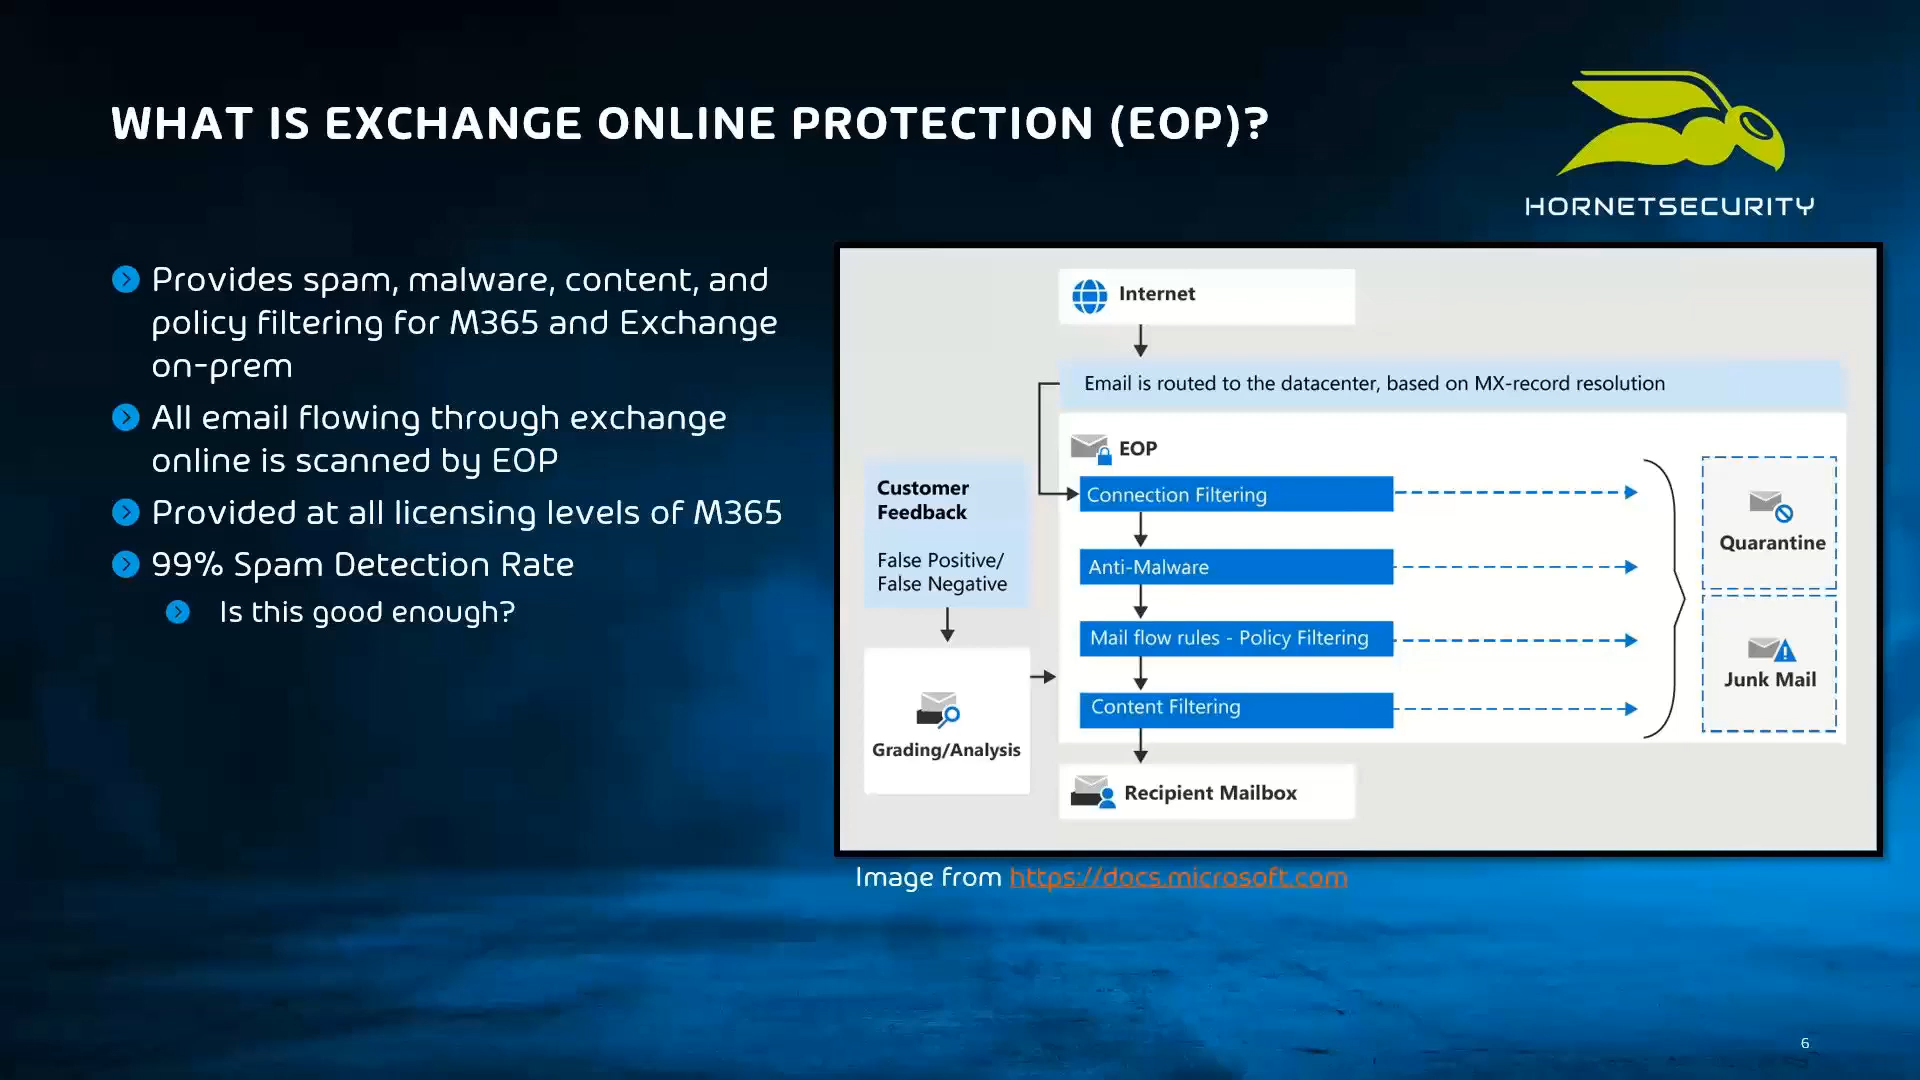 WHAT IS EXCHANGE ONLINE PROTECTION (EOP)?
HORNETSECURITY
Provides spam, malware, content, and
policy filtering for M365 and Exchange
on-prem
All email flowing through exchange
online is scanned by EOP
Provided at all licensing levels of M365
99% Spam Detection Rate
Is this good enough?
Internet
Email is routed to the datacenter, based on MX-record resolution
EOP
Customer
Feedback
False Positive/
False Negative
Grading/Analysis
Connection Filtering
Anti-Malware
Mail flow rules - Policy Filtering
Content Filtering
Quarantine
Junk Mail
Recipient Mailbox
Image from https://docs.microsoft.com
6